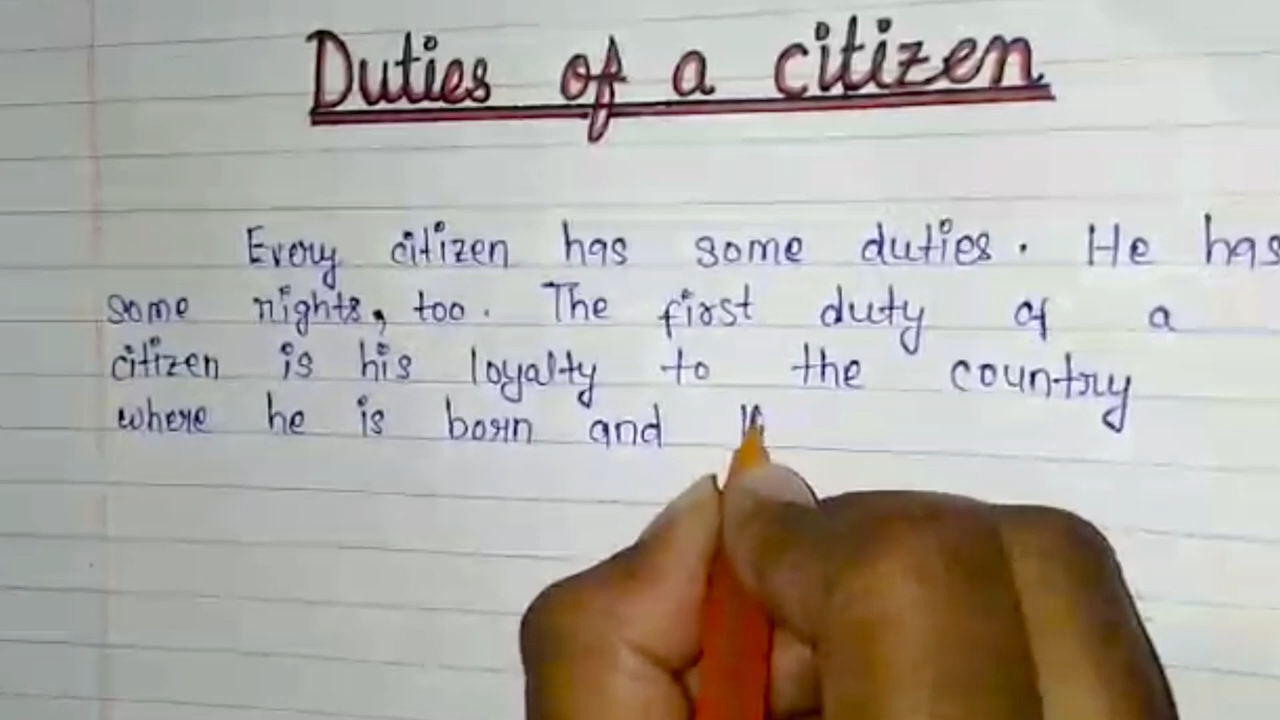 Duties of a citizen
Every citizen has some duties. He has
some rights, too. The first duty of a
citizen is his loyalty to the country
where he is born and